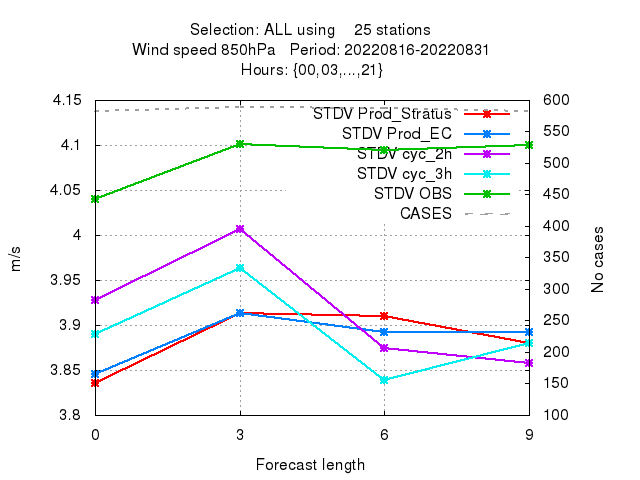 Selection: ALL using 25 stations
Wind speed 850hPa Period: 20220816-20220831
Hours: {00,03,...,21}
4.15
4.1
4.05
4
3.95
3.9
3.85
3.8
m/s
STDV Prod_Stratus
STDV Prod_EC
STDV cyc_2h
STDV cyc_3h
STDV OBS
CASES
600
550
500
450
400
350
300
250
200
150
100
No cases
0 3 6 9
Forecast length